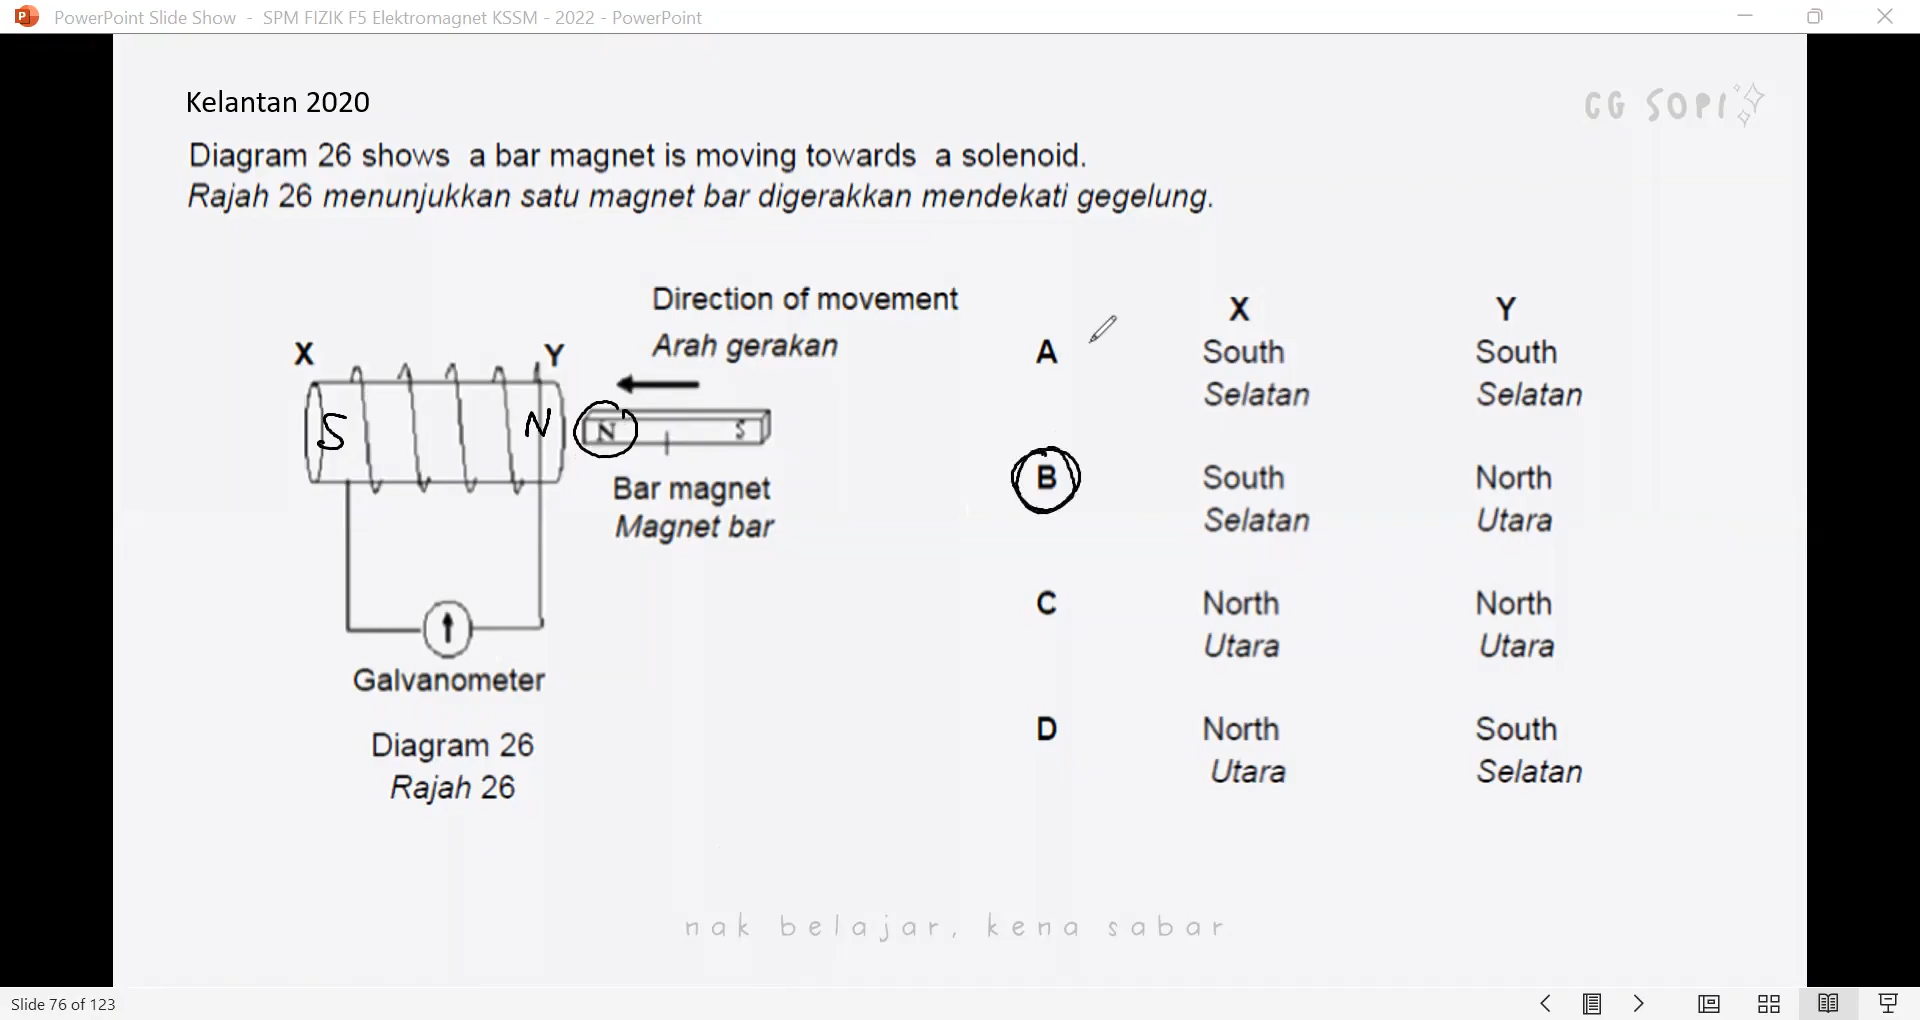 PowerPoint Slide Show - SPM FIZIK F5 Elektromagnet KSSM - 2022 - PowerPoint
Kelantan 2020
CG SOPI
Diagram 26 shows a bar magnet is moving towards a solenoid.
Rajah 26 menunjukkan satu magnet bar digerakkan mendekati gegelung.
Direction of movement
Arah gerakan
X
Y
S
N
N
S
Bar magnet
Magnet bar
Galvanometer
Diagram 26
Rajah 26
X Y
A South South
Selatan Selatan
B South North
Selatan Utara
C North North
Utara Utara
D North South
Utara Selatan
nak belajar, kena sabar
Slide 76 of 123